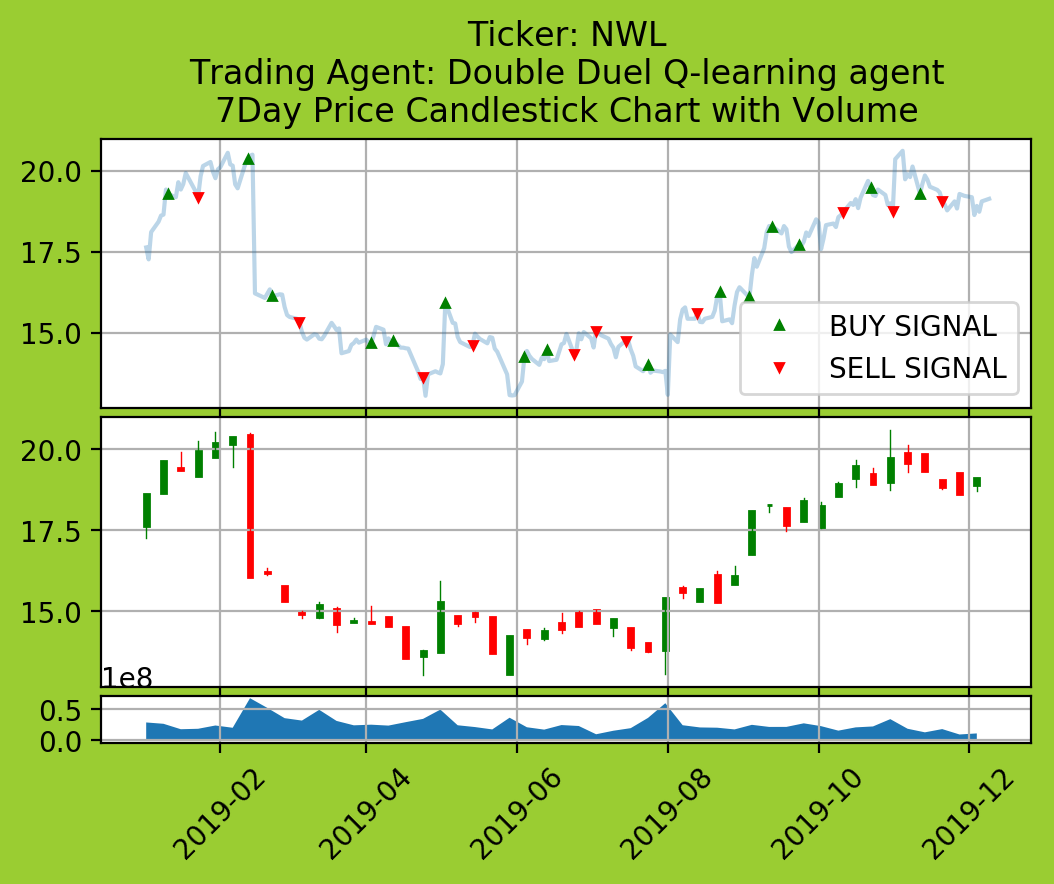 Ticker: NWL
Trading Agent: Double Duel Q-learning agent
7Day Price Candlestick Chart with Volume
20.0
17.5
15.0
BUY SIGNAL
SELL SIGNAL
20.0
17.5
15.0
1e8
0.5
0.0
2019-02
2019-04
2019-06
2019-08
2019-10
2019-12